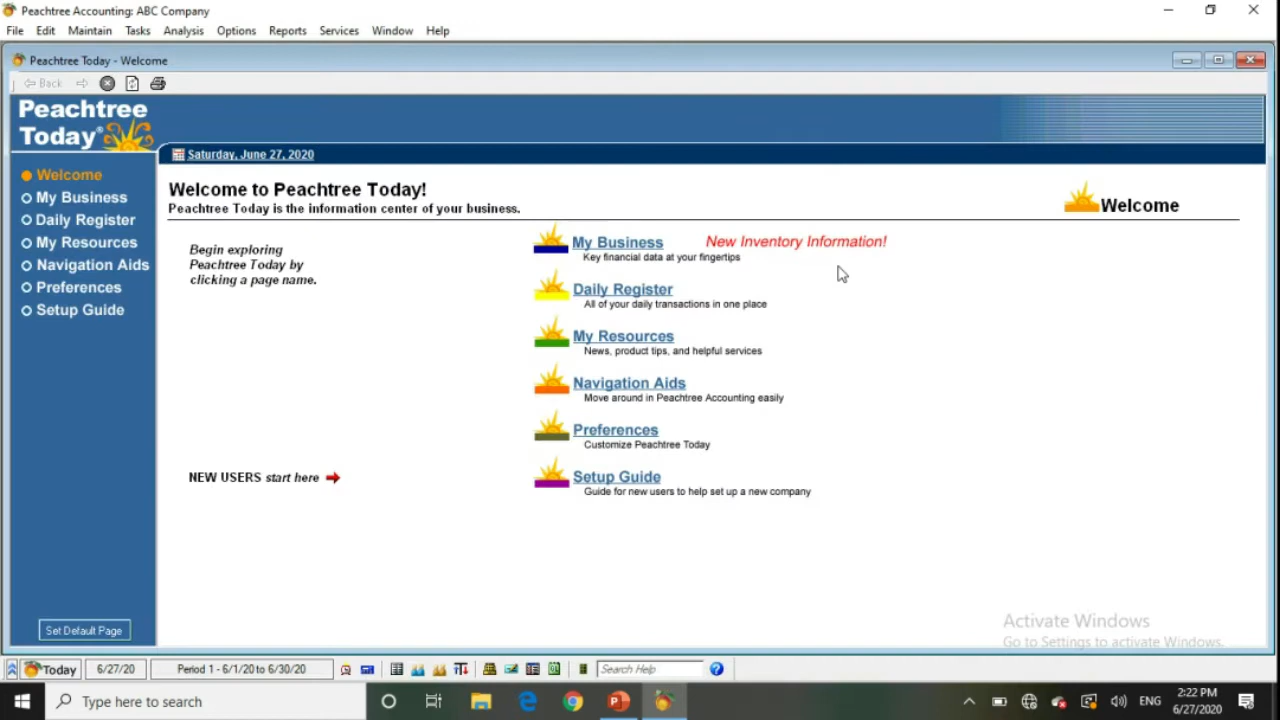 Peachtree Accounting: ABC Company
File Edit Maintain Tasks Analysis Options Reports Services Window Help
Peachtree Today - Welcome
Back
Peachtree
Today®
Saturday, June 27, 2020
Welcome
My Business
Daily Register
My Resources
Navigation Aids
Preferences
Setup Guide
Set Default Page
Welcome to Peachtree Today!
Peachtree Today is the information center of your business.
Welcome
Begin exploring
Peachtree Today by
clicking a page name.
My Business New Inventory Information!
Key financial data at your fingertips
Daily Register
All of your daily transactions in one place
My Resources
News, product tips, and helpful services
Navigation Aids
Move around in Peachtree Accounting easily
Preferences
Customize Peachtree Today
NEW USERS start here
Setup Guide
Guide for new users to help set up a new company
Activate Windows
Go to Settings to activate Windows.
Today 6/27/20 Period 1 - 6/1/20 to 6/30/20 Search Help
Type here to search
ENG
2:22 PM
6/27/2020